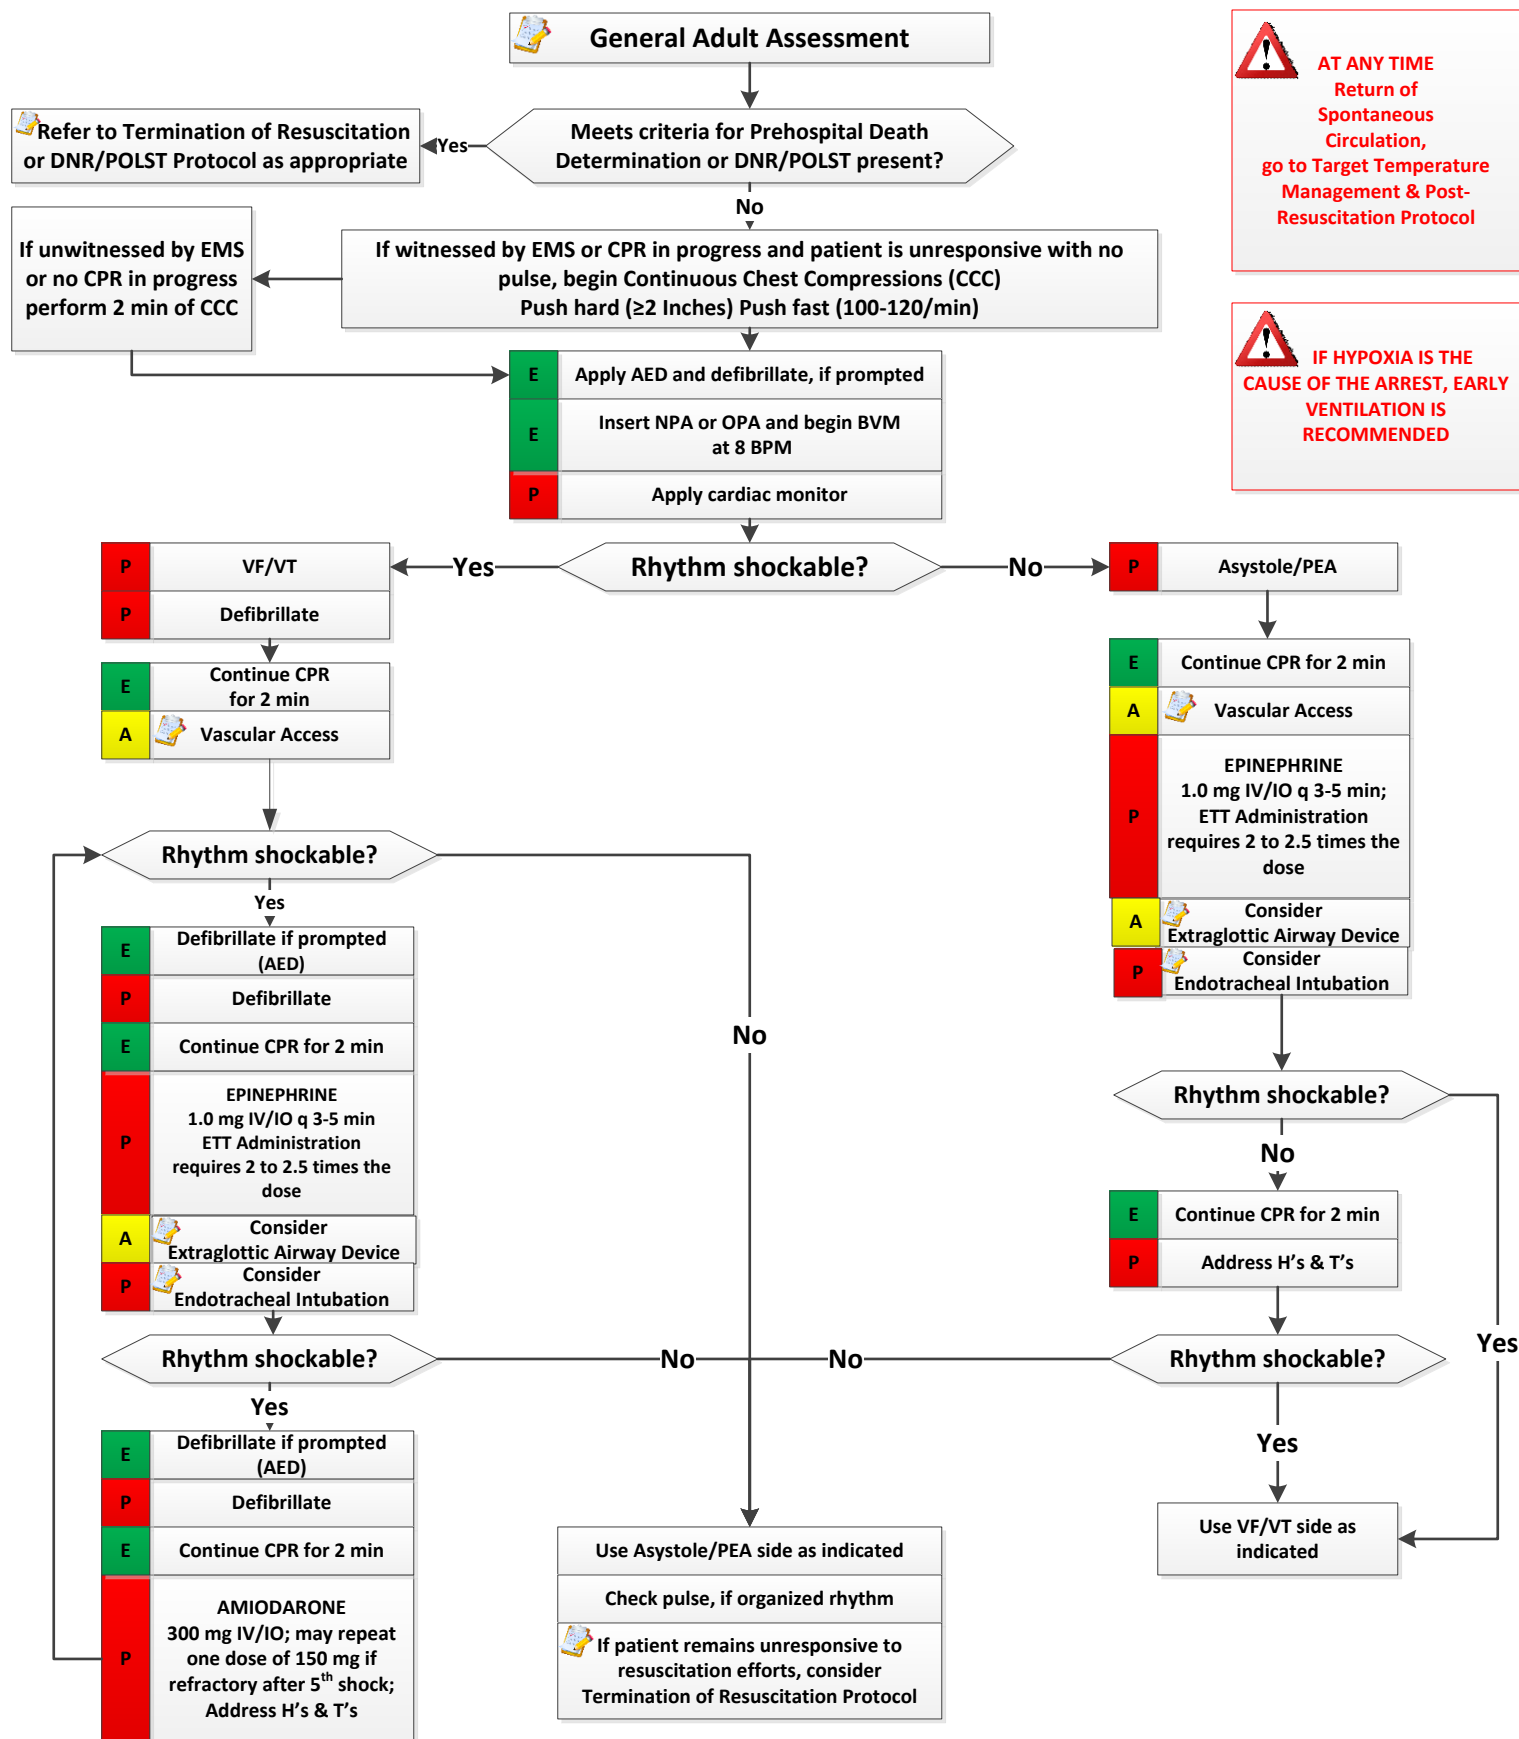 General Adult Assessment
AT ANY TIME
Return of
Spontaneous
Circulation,
go to Target Temperature
Management & Post-
Resuscitation Protocol
Refer to Termination of Resuscitation
or DNR/POLST Protocol as appropriate
Yes
Meets criteria for Prehospital Death
Determination or DNR/POLST present?
No
If unwitnessed by EMS
or no CPR in progress
perform 2 min of CCC
If witnessed by EMS or CPR in progress and patient is unresponsive with no
pulse, begin Continuous Chest Compressions (CCC)
Push hard (≥2 Inches) Push fast (100-120/min)
IF HYPOXIA IS THE
CAUSE OF THE ARREST, EARLY
VENTILATION IS
RECOMMENDED
E
Apply AED and defibrillate, if prompted
E
Insert NPA or OPA and begin BVM
at 8 BPM
P
Apply cardiac monitor
Rhythm shockable?
Yes
P
VF/VT
P
Defibrillate
E
Continue CPR
for 2 min
A
Vascular Access
Rhythm shockable?
Yes
E
Defibrillate if prompted
(AED)
P
Defibrillate
E
Continue CPR for 2 min
P
EPINEPHRINE
1.0 mg IV/IO q 3-5 min
ETT Administration
requires 2 to 2.5 times the
dose
A
Consider
Extraglottic Airway Device
P
Consider
Endotracheal Intubation
Rhythm shockable?
Yes
E
Defibrillate if prompted
(AED)
P
Defibrillate
E
Continue CPR for 2 min
P
AMIODARONE
300 mg IV/IO; may repeat
one dose of 150 mg if
refractory after 5th shock;
Address H’s & T’s
No
No
No
Use Asystole/PEA side as indicated
Check pulse, if organized rhythm
If patient remains unresponsive to
resuscitation efforts, consider
Termination of Resuscitation Protocol
No
P
Asystole/PEA
E
Continue CPR for 2 min
A
Vascular Access
P
EPINEPHRINE
1.0 mg IV/IO q 3-5 min;
ETT Administration
requires 2 to 2.5 times the
dose
A
Consider
Extraglottic Airway Device
P
Consider
Endotracheal Intubation
Rhythm shockable?
No
E
Continue CPR for 2 min
P
Address H’s & T’s
Rhythm shockable?
Yes
Yes
Use VF/VT side as
indicated